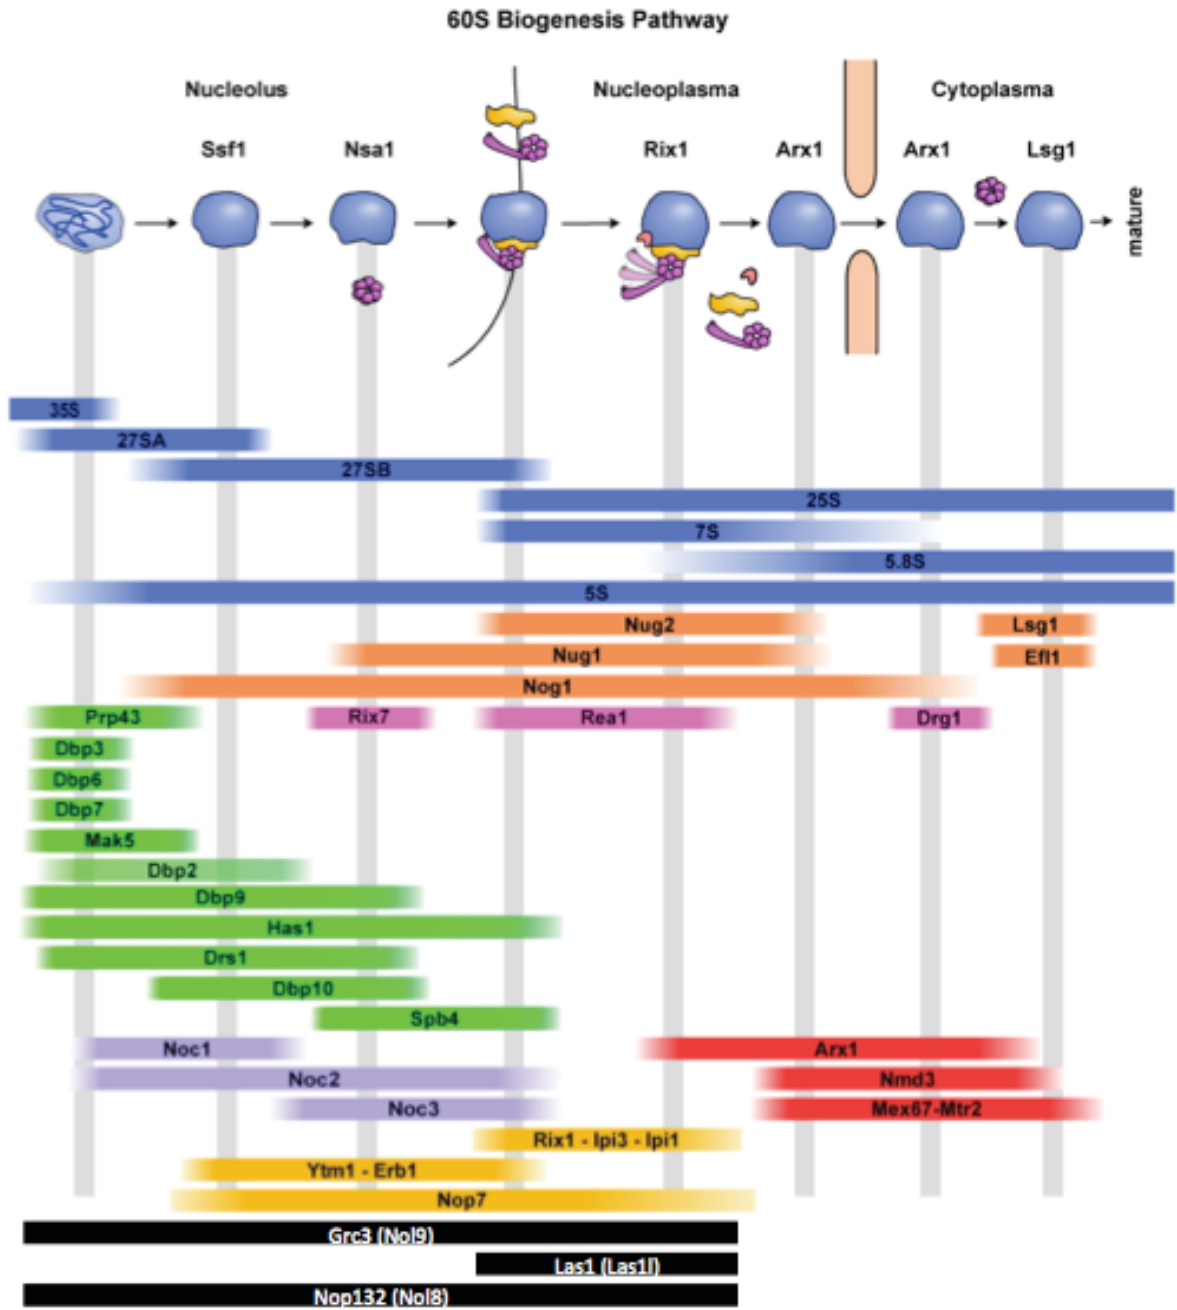 60S Biogenesis Pathway
Nucleolus Nucleoplasma Cytoplasma
Ssf1 Nsa1 Rix1 Arx1 Arx1 Lsg1
mature
35S
27SA
27SB
25S
7S
5.8S
5S
Nug2 Lsg1
Nug1 Efl1
Nog1
Prp43 Rix7 Rea1 Drg1
Dbp3
Dbp6
Dbp7
Mak5
Dbp2
Dbp9
Has1
Drs1
Dbp10
Spb4
Noc1 Arx1
Noc2 Nmd3
Noc3 Mex67-Mtr2
Rix1 - Ipi3 - Ipi1
Ytm1 - Erb1
Nop7
Grc3 (Nol9)
Las1 (Las1l)
Nop132 (Nol8)